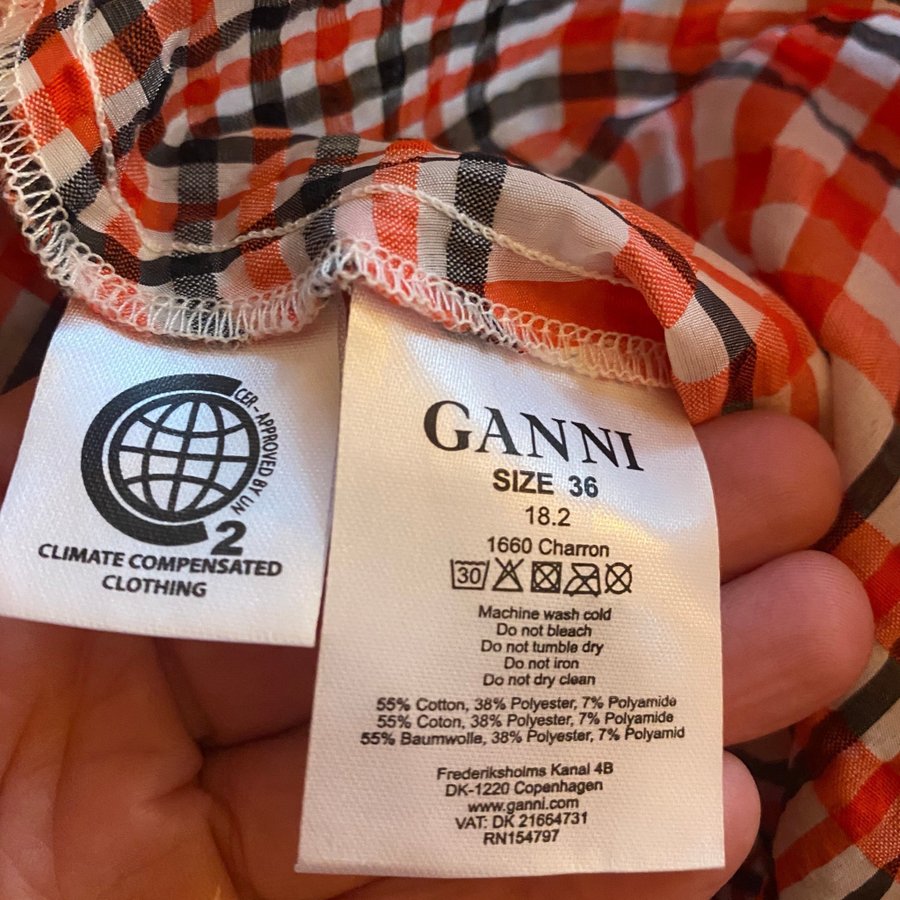 CER-APPROVED BY UN
2
CLIMATE COMPENSATED
CLOTHING
GANNI
SIZE 36
18.2
1660 Charron
30
Machine wash cold
Do not bleach
Do not tumble dry
Do not iron
Do not dry clean
55% Cotton, 38% Polyester, 7% Polyamide
55% Coton, 38% Polyester, 7% Polyamide
55% Baumwolle, 38% Polyester, 7% Polyamid
Frederiksholms Kanal 4B
DK-1220 Copenhagen
www.ganni.com
VAT: DK 21664731
RN154797